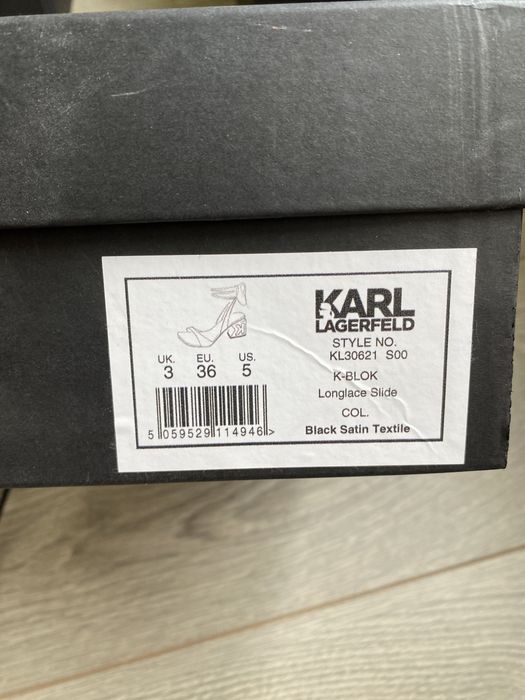 KARL
LAGERFELD
STYLE NO.
KL30621 S00
UK. EU. US.
3 36 5
K-BLOK
Longlace Slide
COL.
Black Satin Textile
5 059529 114946 >